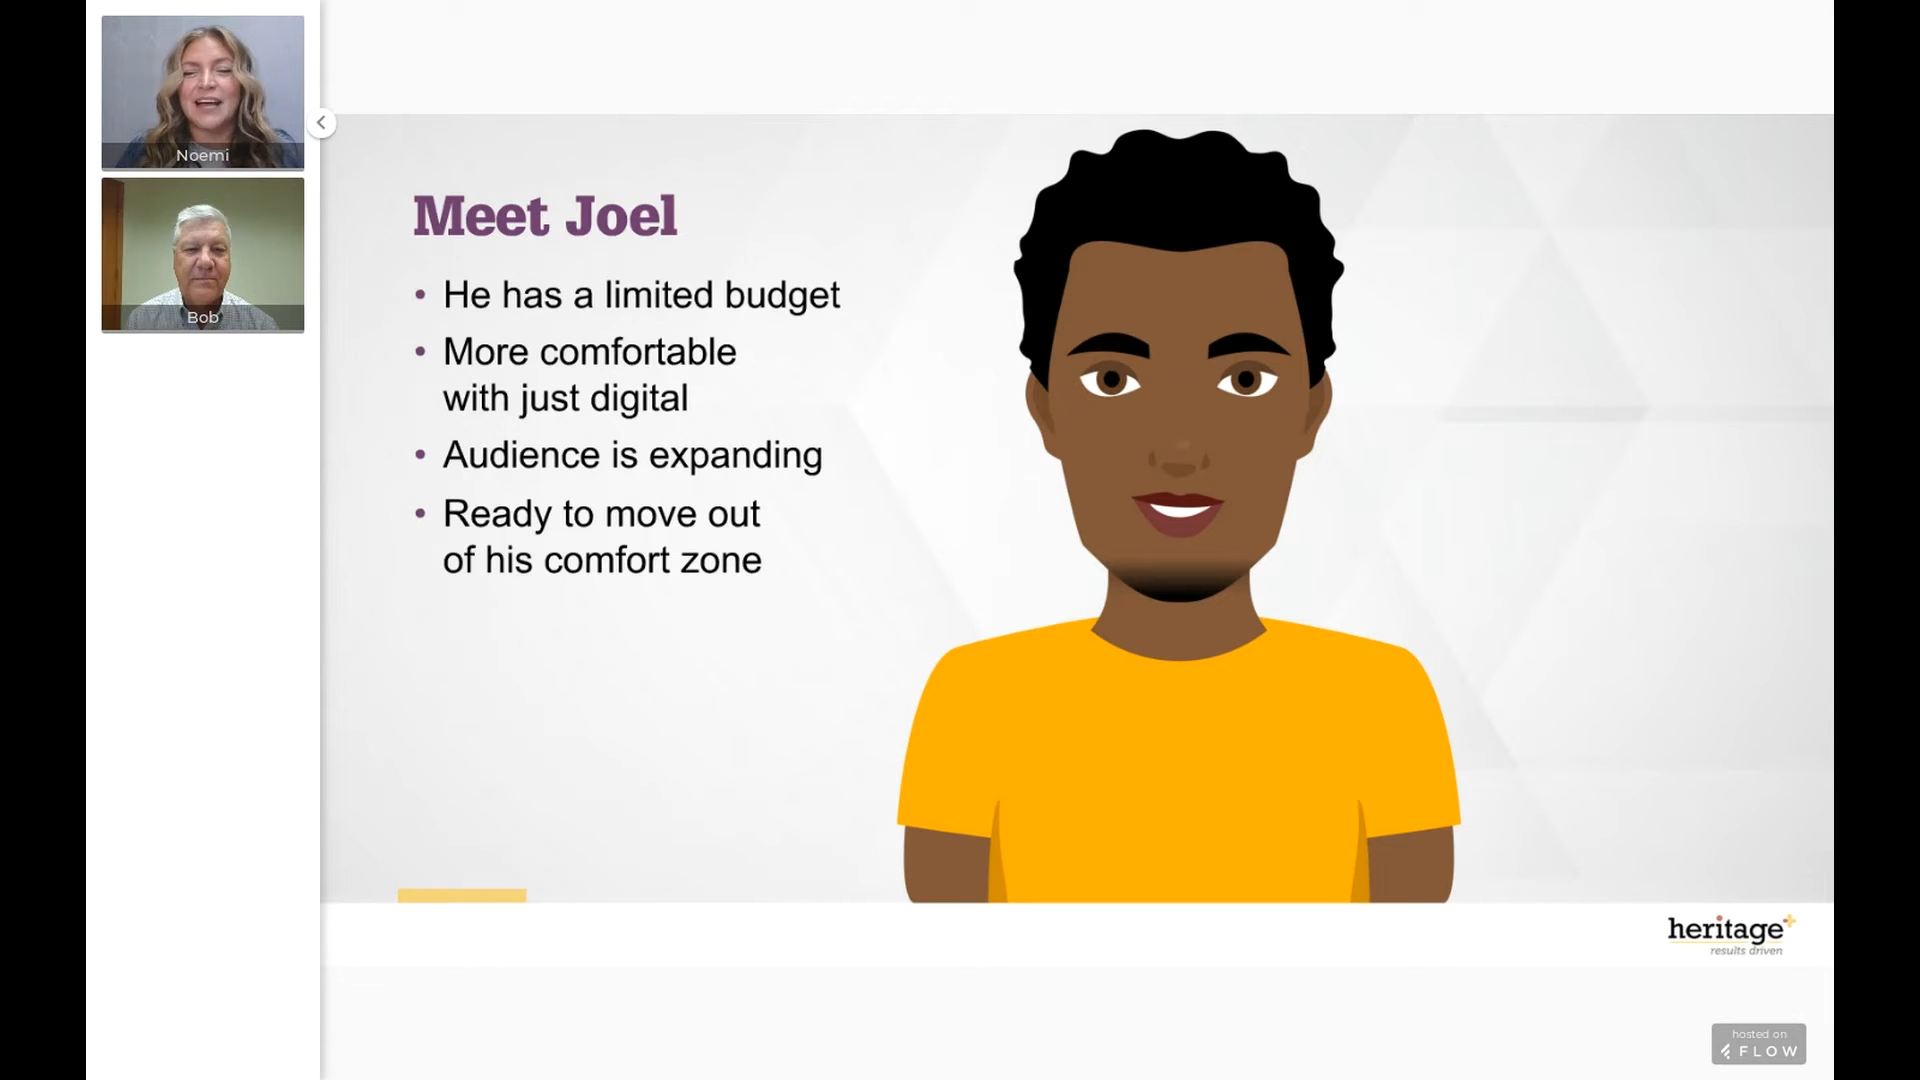 Noemi
Bob
Meet Joel
• He has a limited budget
• More comfortable
with just digital
• Audience is expanding
• Ready to move out
of his comfort zone
heritage+
results driven
hosted on
FLOW